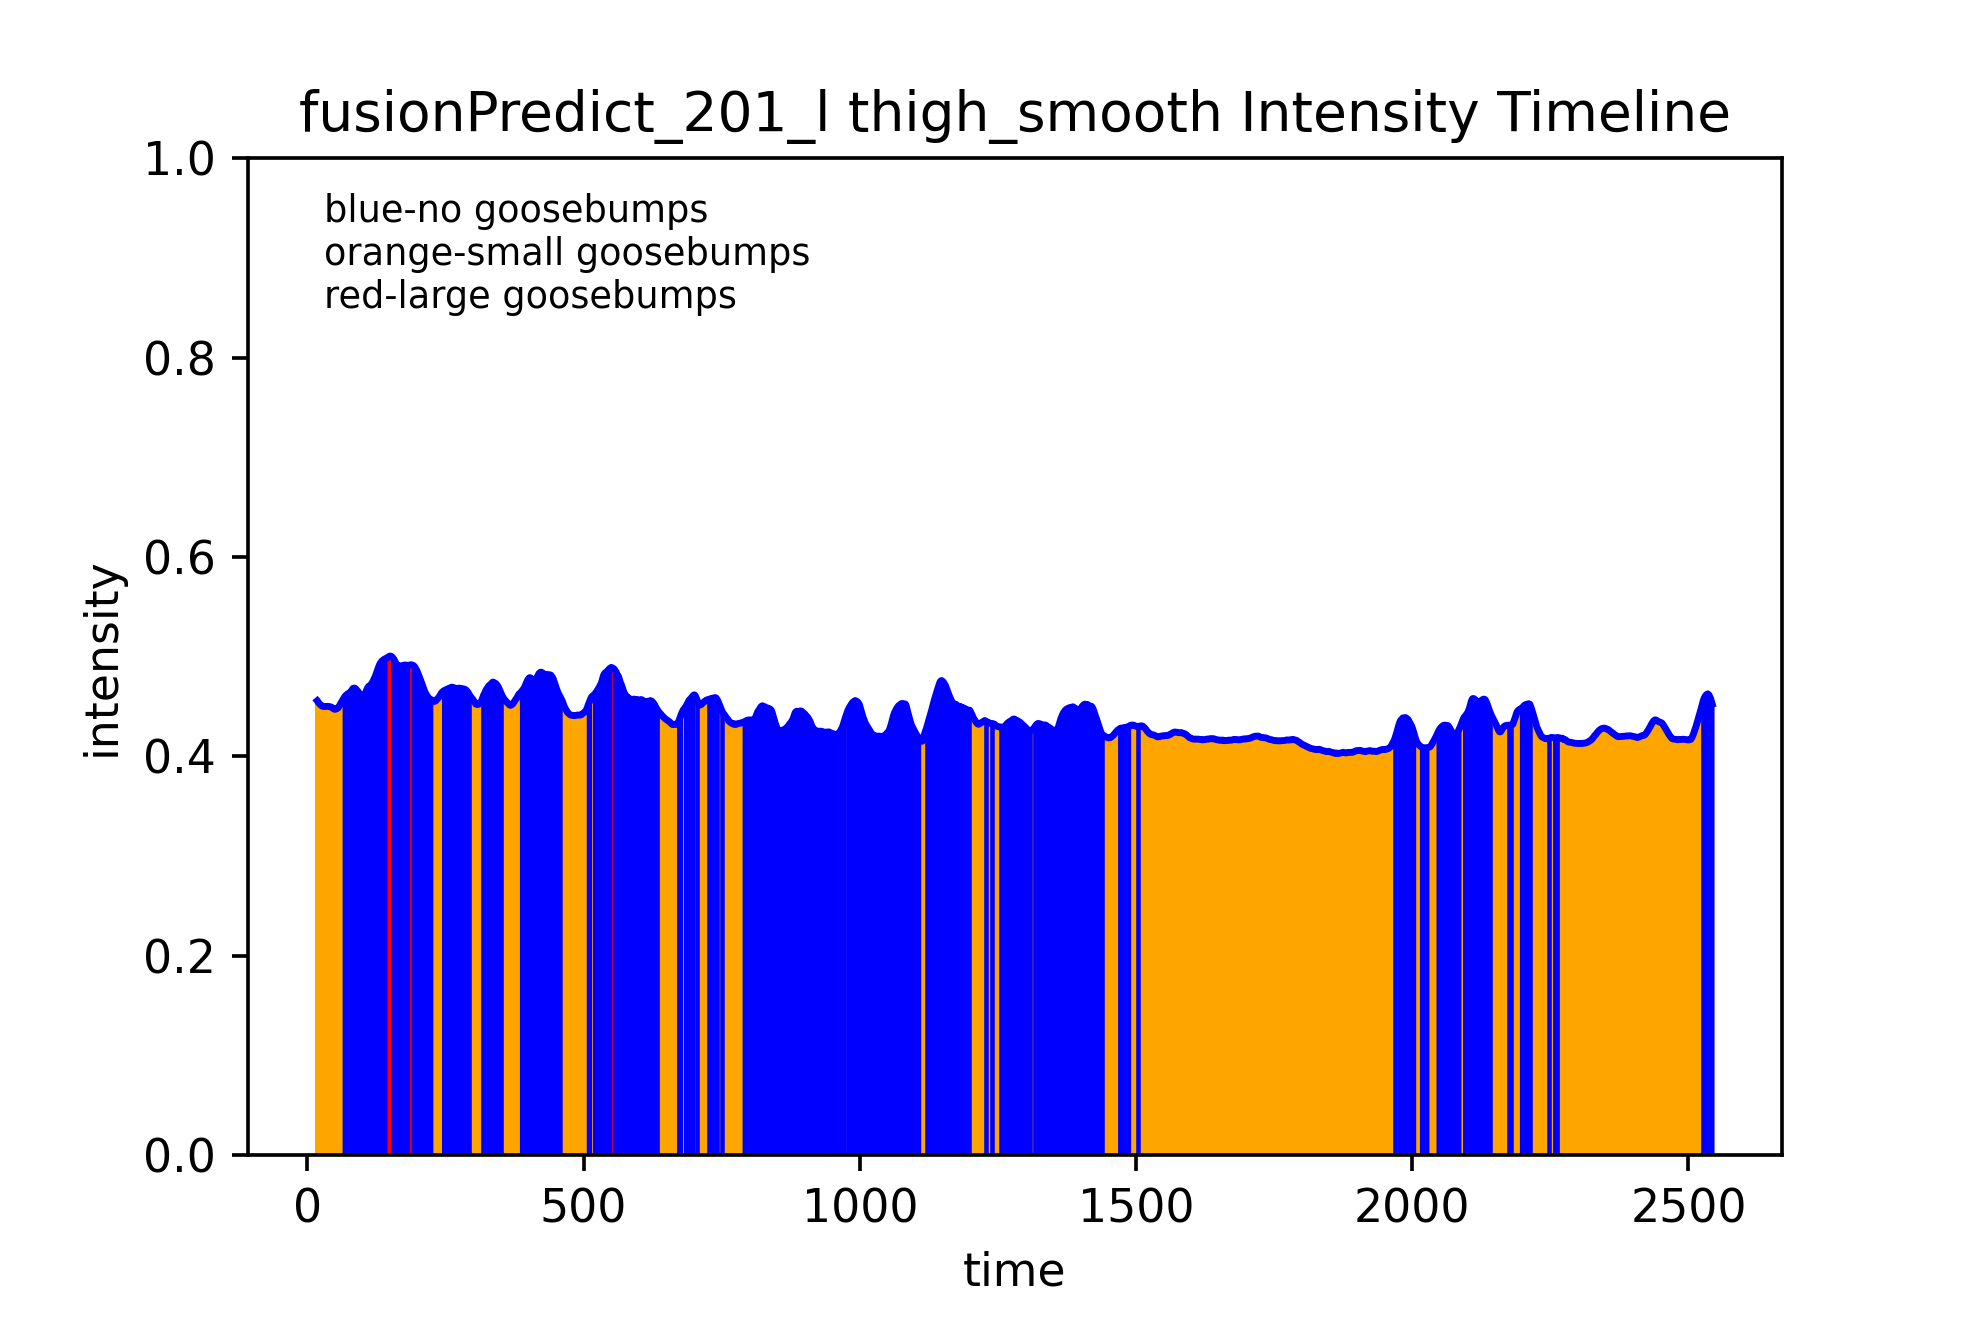 fusionPredict_201_l thigh_smooth Intensity Timeline
1.0
blue-no goosebumps
orange-small goosebumps
red-large goosebumps
0.8
0.6
intensity
0.4
0.2
0.0
0 500 1000 1500 2000 2500
time